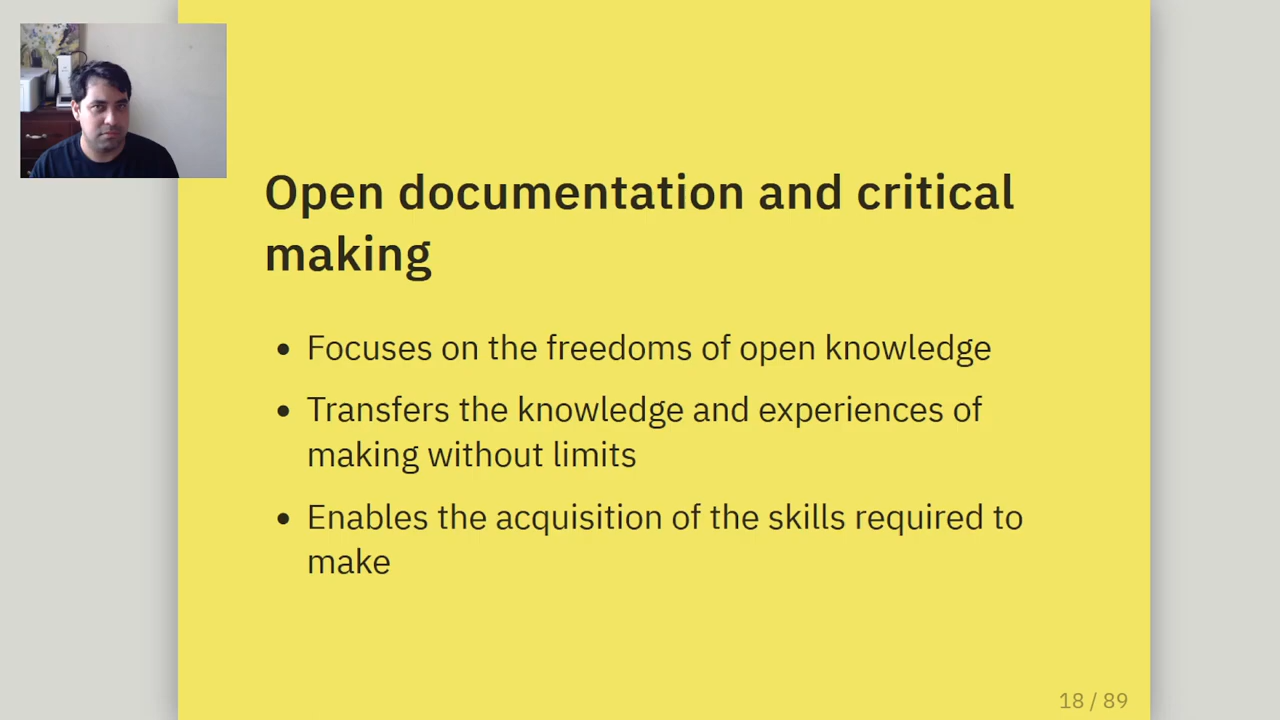 Open documentation and critical
making
• Focuses on the freedoms of open knowledge
• Transfers the knowledge and experiences of
making without limits
• Enables the acquisition of the skills required to
make
18 / 89